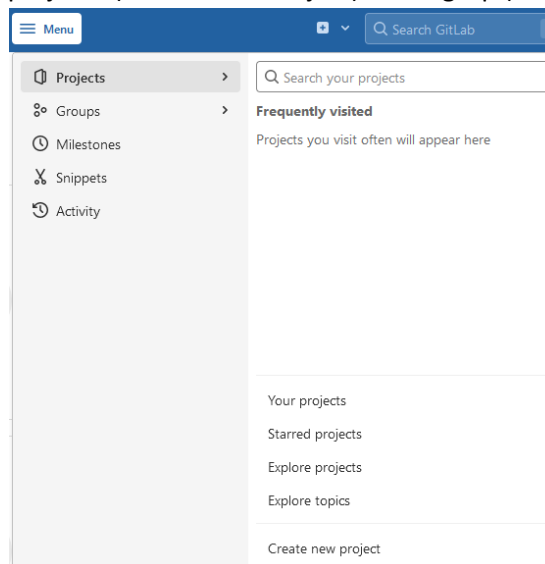 Menu
Search GitLab
Projects
Groups
Milestones
Snippets
Activity
Search your projects
Frequently visited
Projects you visit often will appear here
Your projects
Starred projects
Explore projects
Explore topics
Create new project